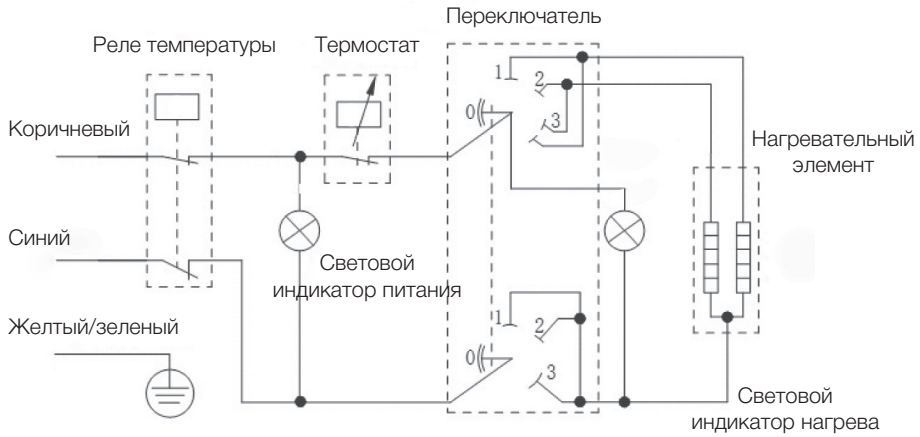 Переключатель
Реле температуры
Термостат
1
2
0
3
Коричневый
Нагревательный
элемент
Синий
Световой
индикатор питания
1
2
Желтый/зеленый
0
3
Световой
индикатор нагрева